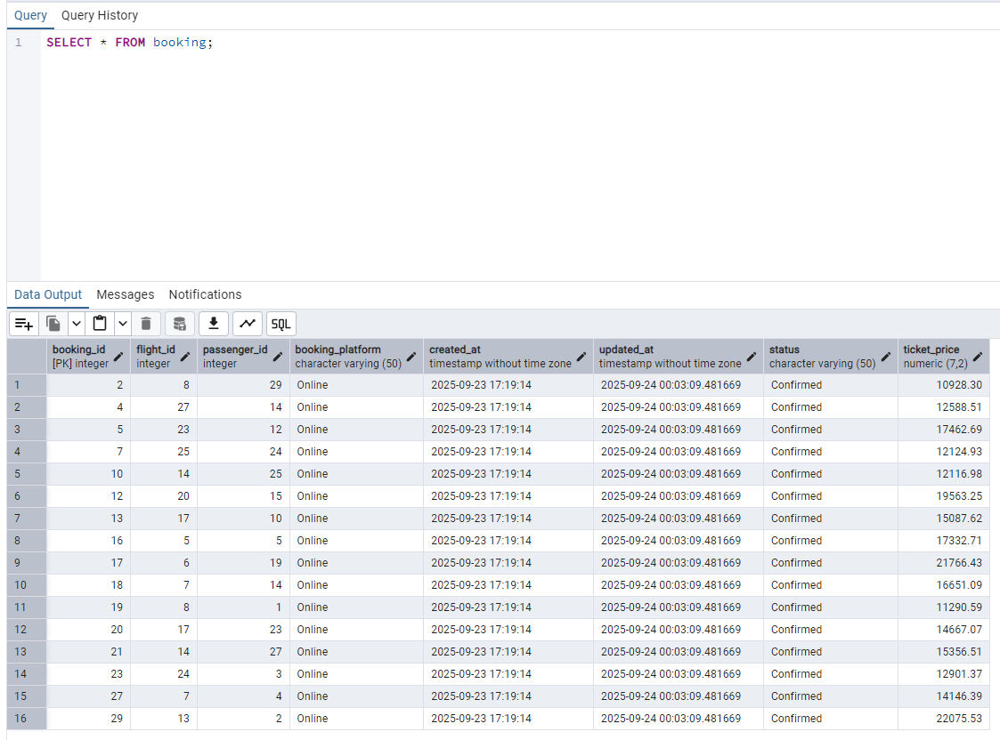 Query Query History
1 SELECT * FROM booking;
Data Output Messages Notifications
SQL
booking_id flight_id passenger_id booking_platform created_at updated_at status ticket_price
[PK] integer integer integer character varying (50) timestamp without time zone timestamp without time zone character varying (50) numeric (7,2)
1 2 8 29 Online 2025-09-23 17:19:14 2025-09-24 00:03:09.481669 Confirmed 10928.30
2 4 27 14 Online 2025-09-23 17:19:14 2025-09-24 00:03:09.481669 Confirmed 12588.51
3 5 23 12 Online 2025-09-23 17:19:14 2025-09-24 00:03:09.481669 Confirmed 17462.69
4 7 25 24 Online 2025-09-23 17:19:14 2025-09-24 00:03:09.481669 Confirmed 12124.93
5 10 14 25 Online 2025-09-23 17:19:14 2025-09-24 00:03:09.481669 Confirmed 12116.98
6 12 20 15 Online 2025-09-23 17:19:14 2025-09-24 00:03:09.481669 Confirmed 19563.25
7 13 17 10 Online 2025-09-23 17:19:14 2025-09-24 00:03:09.481669 Confirmed 15087.62
8 16 5 5 Online 2025-09-23 17:19:14 2025-09-24 00:03:09.481669 Confirmed 17332.71
9 17 6 19 Online 2025-09-23 17:19:14 2025-09-24 00:03:09.481669 Confirmed 21766.43
10 18 7 14 Online 2025-09-23 17:19:14 2025-09-24 00:03:09.481669 Confirmed 16651.09
11 19 8 1 Online 2025-09-23 17:19:14 2025-09-24 00:03:09.481669 Confirmed 11290.59
12 20 17 23 Online 2025-09-23 17:19:14 2025-09-24 00:03:09.481669 Confirmed 14667.07
13 21 14 27 Online 2025-09-23 17:19:14 2025-09-24 00:03:09.481669 Confirmed 15356.51
14 23 24 3 Online 2025-09-23 17:19:14 2025-09-24 00:03:09.481669 Confirmed 12901.37
15 27 7 4 Online 2025-09-23 17:19:14 2025-09-24 00:03:09.481669 Confirmed 14146.39
16 29 13 2 Online 2025-09-23 17:19:14 2025-09-24 00:03:09.481669 Confirmed 22075.53